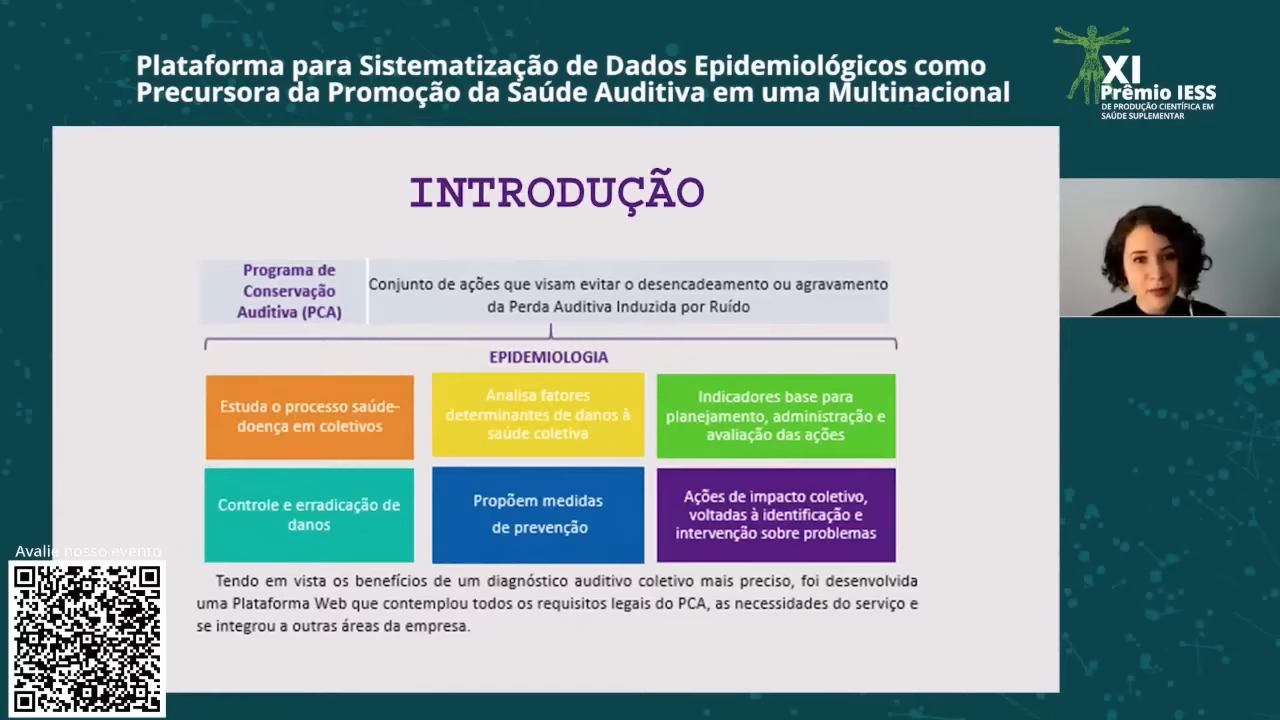 Plataforma para Sistematização de Dados Epidemiológicos como
Precursora da Promoção da Saúde Auditiva em uma Multinacional
XI
Prêmio IESS
DE PRODUÇÃO CIENTÍFICA EM
SAÚDE SUPLEMENTAR
INTRODUÇÃO
Programa de
Conservação
Auditiva (PCA)
Conjunto de ações que visam evitar o desencadeamento ou agravamento
da Perda Auditiva Induzida por Ruído
EPIDEMIOLOGIA
Estuda o processo saúde-
doença em coletivos
Analisa fatores
determinantes de danos à
saúde coletiva
Indicadores base para
planejamento, administração e
avaliação das ações
Controle e erradicação de
danos
Propõem medidas
de prevenção
Ações de impacto coletivo,
voltadas à identificação e
intervenção sobre problemas
Tendo em vista os benefícios de um diagnóstico auditivo coletivo mais preciso, foi desenvolvida
uma Plataforma Web que contemplou todos os requisitos legais do PCA, as necessidades do serviço e
se integrou a outras áreas da empresa.
Avalie nosso evento